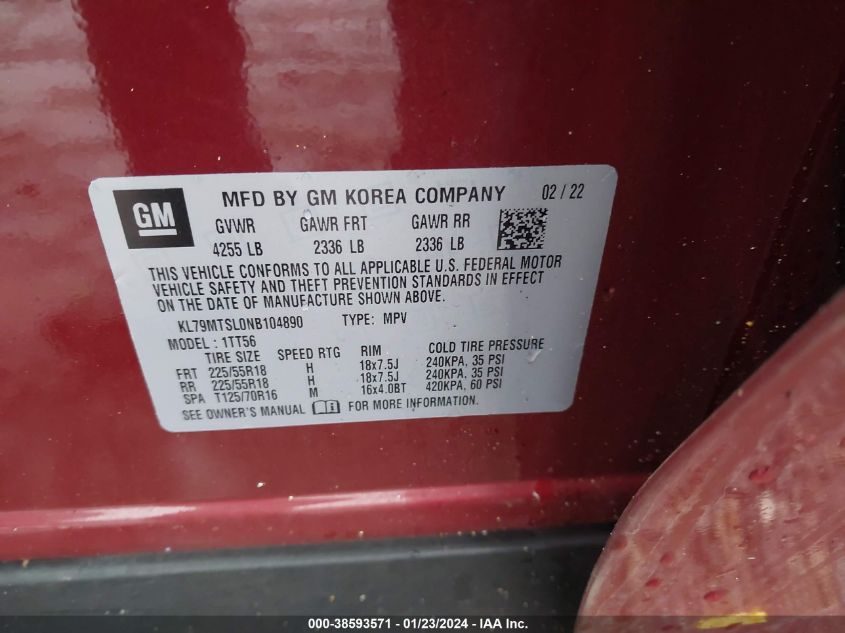 GM
MFD BY GM KOREA COMPANY 02 / 22
GVWR GAWR FRT GAWR RR
4255 LB 2336 LB 2336 LB
THIS VEHICLE CONFORMS TO ALL APPLICABLE U.S. FEDERAL MOTOR
VEHICLE SAFETY AND THEFT PREVENTION STANDARDS IN EFFECT
ON THE DATE OF MANUFACTURE SHOWN ABOVE.
KL79MTSL0NB104890 TYPE: MPV
MODEL : 1TT56
TIRE SIZE SPEED RTG RIM COLD TIRE PRESSURE
FRT 225/55R18 H 18x7.5J 240KPA, 35 PSI
RR 225/55R18 H 18x7.5J 240KPA, 35 PSI
SPA T125/70R16 M 16x4.0BT 420KPA, 60 PSI
SEE OWNER'S MANUAL FOR MORE INFORMATION.
000-38593571 - 01/23/2024 - IAAI COPYRIGHT - IAAI.COM.